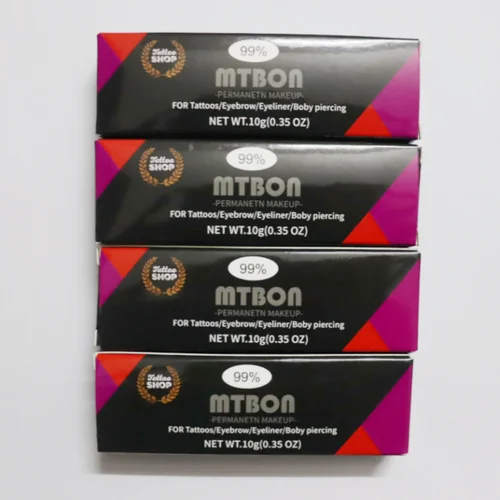 Tattoo
SHOP
99%
MTBON
-PERMANETN MAKEUP-
FOR Tattoos/Eyebrow/Eyeliner/Boby piercing
NET WT.10g(0.35 OZ)
Tattoo
SHOP
99%
MTBON
-PERMANETN MAKEUP-
FOR Tattoos/Eyebrow/Eyeliner/Boby piercing
NET WT.10g(0.35 OZ)
Tattoo
SHOP
99%
MTBON
-PERMANETN MAKEUP-
FOR Tattoos/Eyebrow/Eyeliner/Boby piercing
NET WT.10g(0.35 OZ)
Tattoo
SHOP
99%
MTBON
-PERMANETN MAKEUP-
FOR Tattoos/Eyebrow/Eyeliner/Boby piercing
NET WT.10g(0.35 OZ)